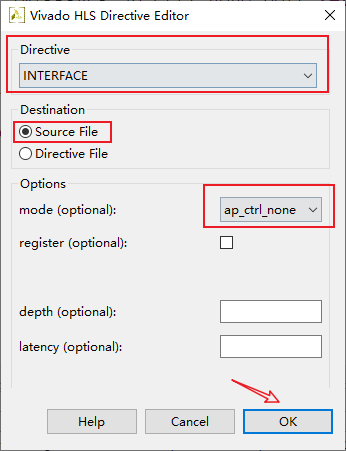 Vivado HLS Directive Editor
Directive
INTERFACE
Destination
Source File
Directive File
Options
mode (optional):
ap_ctrl_none
register (optional):
depth (optional):
latency (optional):
Help
Cancel
OK